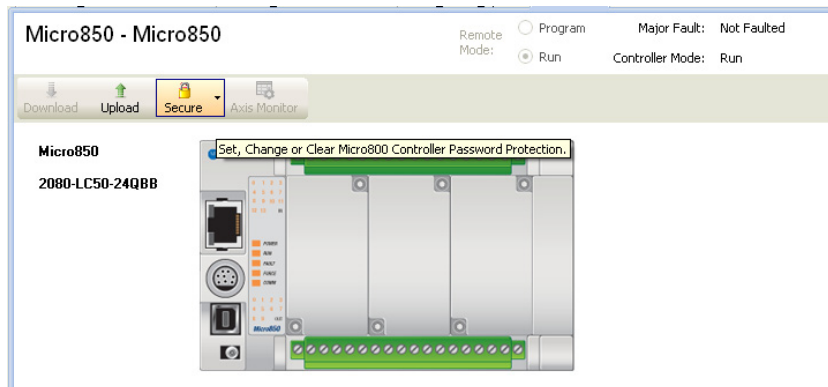 Micro850 - Micro850
Remote Mode:
Program
Run
Major Fault: Not Faulted
Controller Mode: Run
Download Upload Secure Axis Monitor
Set, Change or Clear Micro800 Controller Password Protection.
Micro850
2080-LC50-24QBB
POWER
RUN
FAULT
FORCE
COMM
Micro850